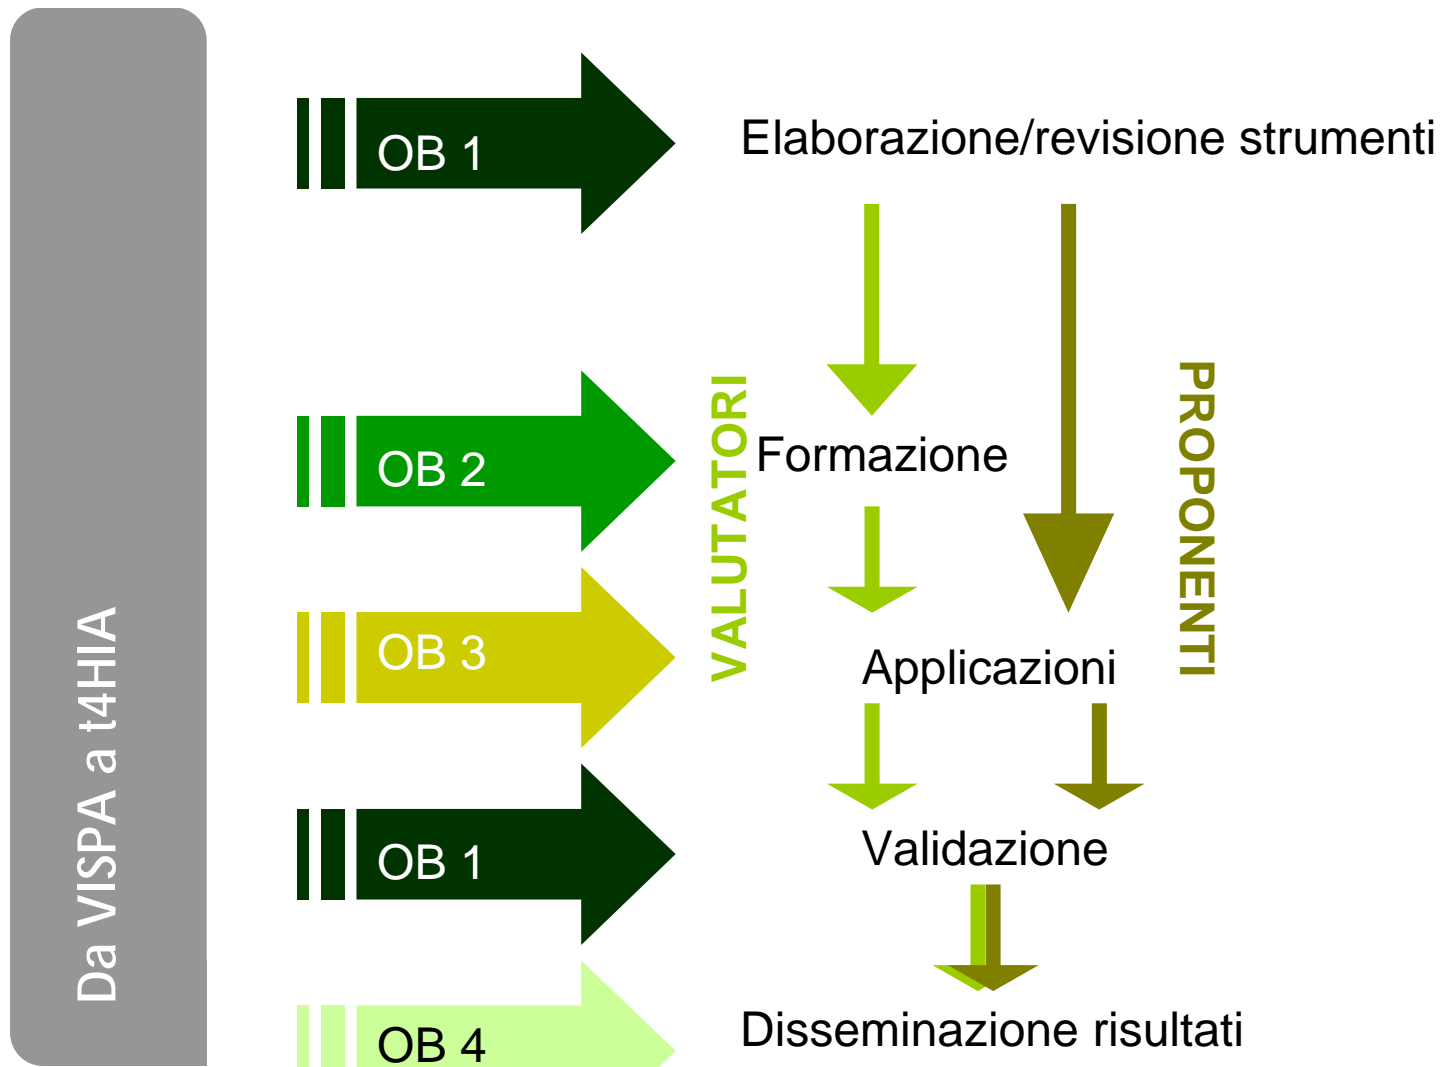 Da VISPA a t4HIA
OB 1
Elaborazione/revisione strumenti
VALUTATORI
PROPONENTI
OB 2
Formazione
OB 3
Applicazioni
OB 1
Validazione
OB 4
Disseminazione risultati